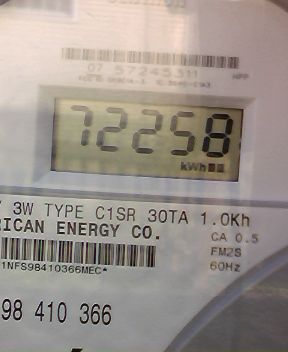 07 57245311
72258
kWh
3W TYPE C1SR 30TA 1.0Kh
RICAN ENERGY CO.
CA 0.5
FM2S
1NFS98410366MEC*
60Hz
98 410 366